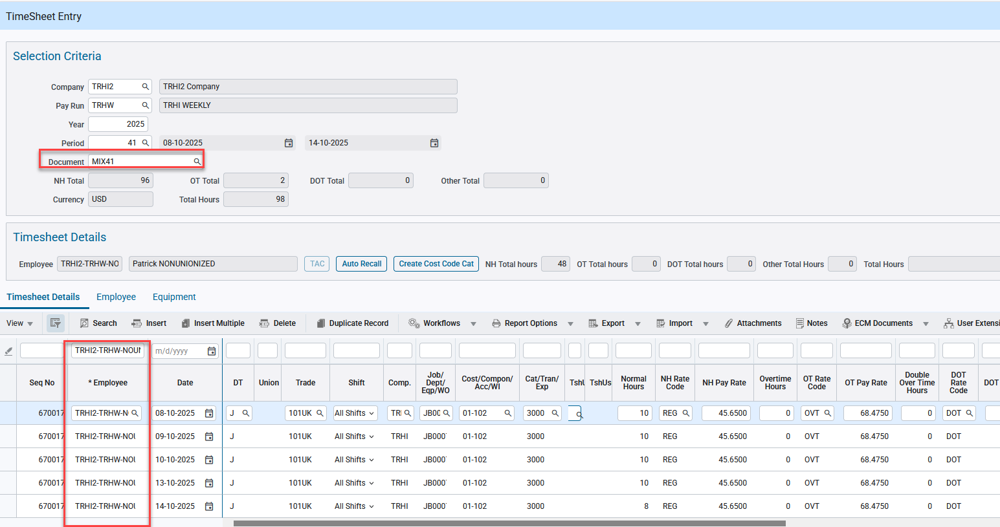 TimeSheet Entry
Selection Criteria
Company TRHI2 TRHI2 Company
Pay Run TRHW TRHI WEEKLY
Year 2025
Period 41 08-10-2025 14-10-2025
Document MIX41
NH Total 96 OT Total 2 DOT Total 0 Other Total 0
Currency USD Total Hours 98
Timesheet Details
Employee TRHI2-TRHW-NO Patrick NONUNIONIZED TAC Auto Recall Create Cost Code Cat NH Total hours 48 OT Total hours 0 DOT Total hours 0 Other Total Hours 0 Total Hours
Timesheet Details Employee Equipment
View Search Insert Insert Multiple Delete Duplicate Record Workflows Report Options Export Import Attachments Notes ECM Documents User Extensi
TRHI2-TRHW-NOUN m/d/yyyy
Seq No * Employee Date DT Union Trade Shift Comp. Job/ Dept/ Eqp/WO Cost/Compon/ Acc/WI Cat/Tran/ Exp TshU TshUs Normal Hours NH Rate Code NH Pay Rate Overtime Hours OT Rate Code OT Pay Rate Double Over Time Hours DOT Rate Code DOT
670017 TRHI2-TRHW-N 08-10-2025 J 101UK All Shifts TRI JB00 01-102 3000 10 REG 45.6500 0 OVT 68.4750 0 DOT
670017 TRHI2-TRHW-NOU 09-10-2025 J 101UK All Shifts TRHI JB000 01-102 3000 10 REG 45.6500 0 OVT 68.4750 0 DOT
670017 TRHI2-TRHW-NOU 10-10-2025 J 101UK All Shifts TRHI JB000 01-102 3000 10 REG 45.6500 0 OVT 68.4750 0 DOT
670017 TRHI2-TRHW-NOU 13-10-2025 J 101UK All Shifts TRHI JB000 01-102 3000 10 REG 45.6500 0 OVT 68.4750 0 DOT
670017 TRHI2-TRHW-NOU 14-10-2025 J 101UK All Shifts TRHI JB000 01-102 3000 8 REG 45.6500 0 OVT 68.4750 0 DOT